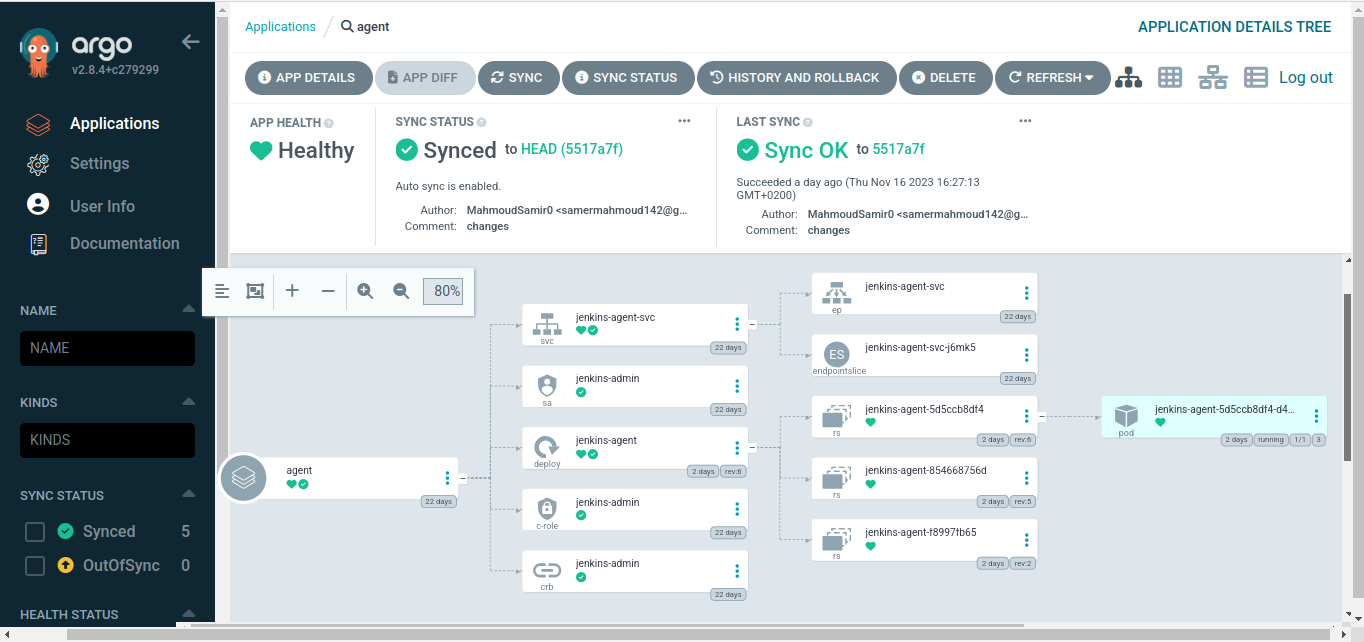 argo
v2.8.4+c279299
Applications
Settings
User Info
Documentation
NAME
NAME
KINDS
KINDS
SYNC STATUS
Synced 5
OutOfSync 0
HEALTH STATUS
Applications / agent
APPLICATION DETAILS TREE
APP DETAILS APP DIFF SYNC SYNC STATUS HISTORY AND ROLLBACK DELETE REFRESH Log out
APP HEALTH
Healthy
SYNC STATUS
Synced to HEAD (5517a7f)
Auto sync is enabled.
Author: MahmoudSamir0 <samermahmoud142@g...
Comment: changes
LAST SYNC
Sync OK to 5517a7f
Succeeded a day ago (Thu Nov 16 2023 16:27:13
GMT+0200)
Author: MahmoudSamir0 <samermahmoud142@g...
Comment: changes
80%
agent
22 days
jenkins-agent-svc
svc
22 days
jenkins-admin
sa
22 days
jenkins-agent
deploy
2 days rev:6
jenkins-admin
c-role
22 days
jenkins-admin
crb
22 days
jenkins-agent-svc
ep
22 days
jenkins-agent-svc-j6mk5
ES
endpointslice
22 days
jenkins-agent-5d5ccb8df4
rs
2 days rev:6
jenkins-agent-854668756d
rs
2 days rev:5
jenkins-agent-f8997fb65
rs
2 days rev:2
jenkins-agent-5d5ccb8df4-d4...
pod
2 days running 1/1 3